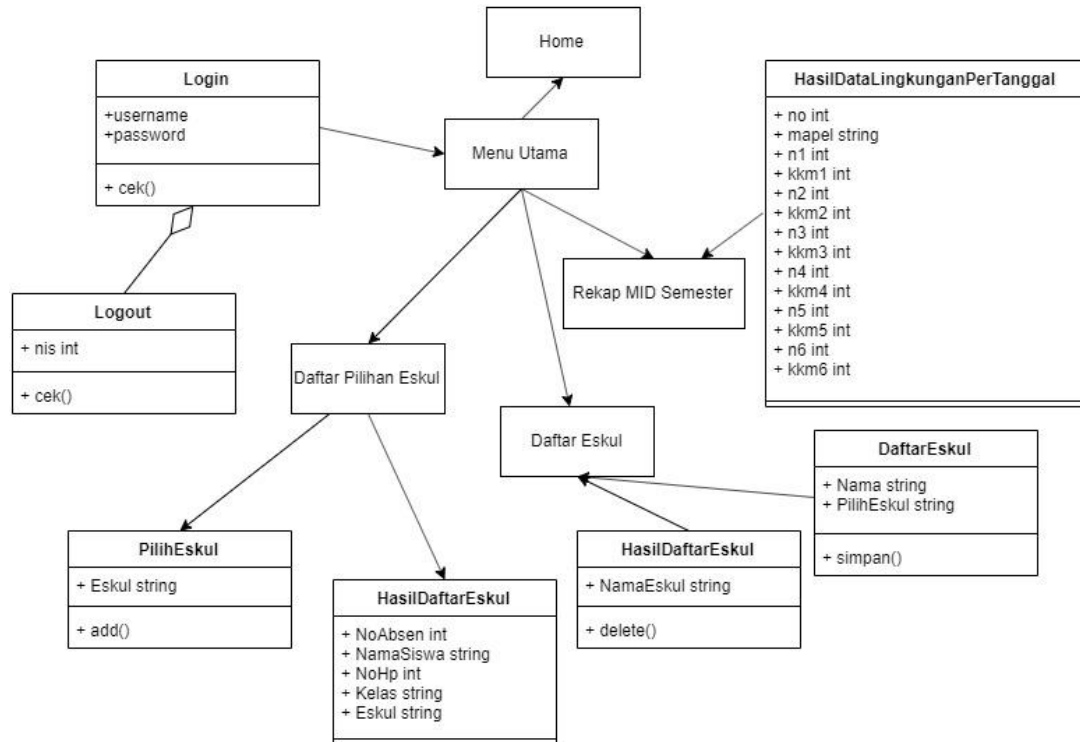 Home
Login
+username
+password
+ cek()
Menu Utama
HasilDataLingkunganPerTanggal
+ no int
+ mapel string
+ n1 int
+ kkm1 int
+ n2 int
+ kkm2 int
+ n3 int
+ kkm3 int
+ n4 int
+ kkm4 int
+ n5 int
+ kkm5 int
+ n6 int
+ kkm6 int
Rekap MID Semester
Logout
+ nis int
+ cek()
Daftar Pilihan Eskul
Daftar Eskul
DaftarEskul
+ Nama string
+ PilihEskul string
+ simpan()
PilihEskul
+ Eskul string
+ add()
HasilDaftarEskul
+ NoAbsen int
+ NamaSiswa string
+ NoHp int
+ Kelas string
+ Eskul string
HasilDaftarEskul
+ NamaEskul string
+ delete()